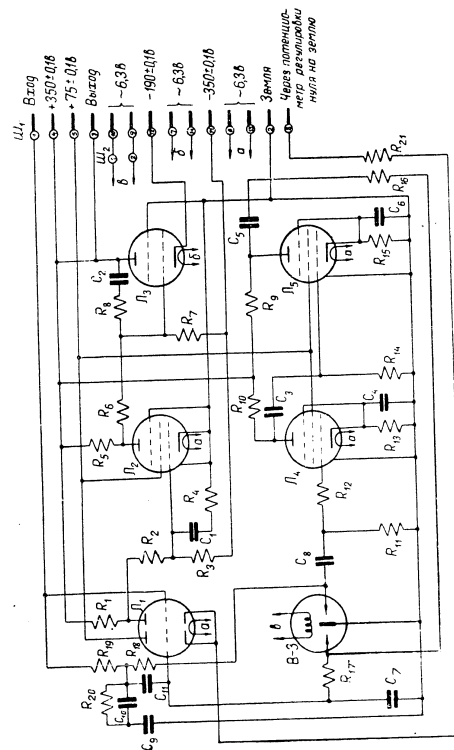 Ш₁
Вход
+350±0,1в
+75±0,1в
Выход
~6,3в
-190±0,1в
~6,3в
-350±0,1в
~6,3в
Земля
Через потенцио-
метр регулировки
нуля на землю
Ш₂
в
б
а
R₂₁
R₁₆
C₂
R₈
Л₃
б
R₇
C₅
R₉
Л₅
а
R₁₅
C₆
R₆
R₅
Л₂
а
R₄
C₁
R₂
R₃
R₁₀
C₃
Л₄
а
R₁₄
C₄
R₁₃
R₁₂
R₁₁
C₈
R₁
Л₁
а
R₁₉
R₁₈
R₂₀
C₁₀
C₁₁
C₉
В-3
в
R₁₇
C₇